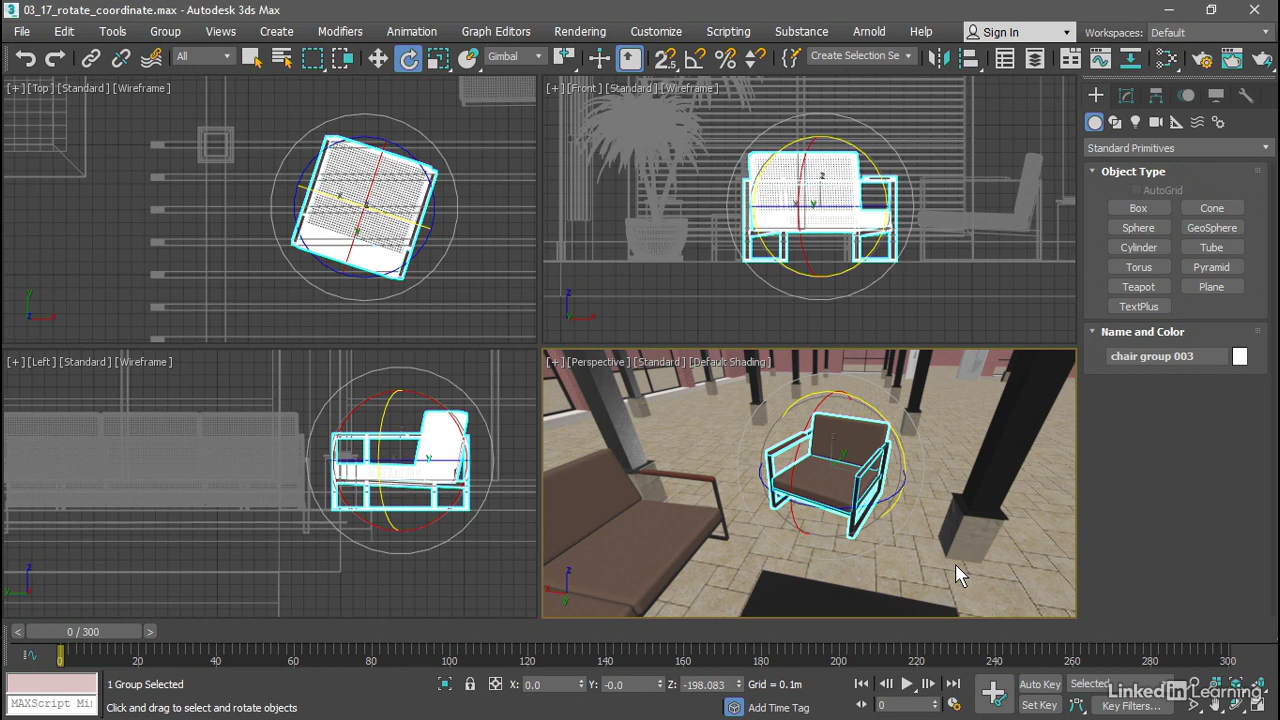 3 03_17_rotate_coordinate.max - Autodesk 3ds Max
File Edit Tools Group Views Create Modifiers Animation Graph Editors Rendering Customize Scripting Substance Arnold Help Sign In Workspaces: Default
All Gimbal Create Selection Se
[+] [Top] [Standard] [Wireframe]
[+] [Front] [Standard] [Wireframe]
[+] [Left] [Standard] [Wireframe]
[+] [Perspective] [Standard] [Default Shading]
Standard Primitives
Object Type
AutoGrid
Box Cone
Sphere GeoSphere
Cylinder Tube
Torus Pyramid
Teapot Plane
TextPlus
Name and Color
chair group 003
< 0 / 300 >
0 20 40 60 80 100 120 140 160 180 200 220 240 260 280 300
1 Group Selected X: 0.0 Y: -0.0 Z: -198.083 Grid = 0.1m Auto Key Selected
MAXScript Mi Click and drag to select and rotate objects Add Time Tag 0 Set Key Key Filters...
Linked in Learning